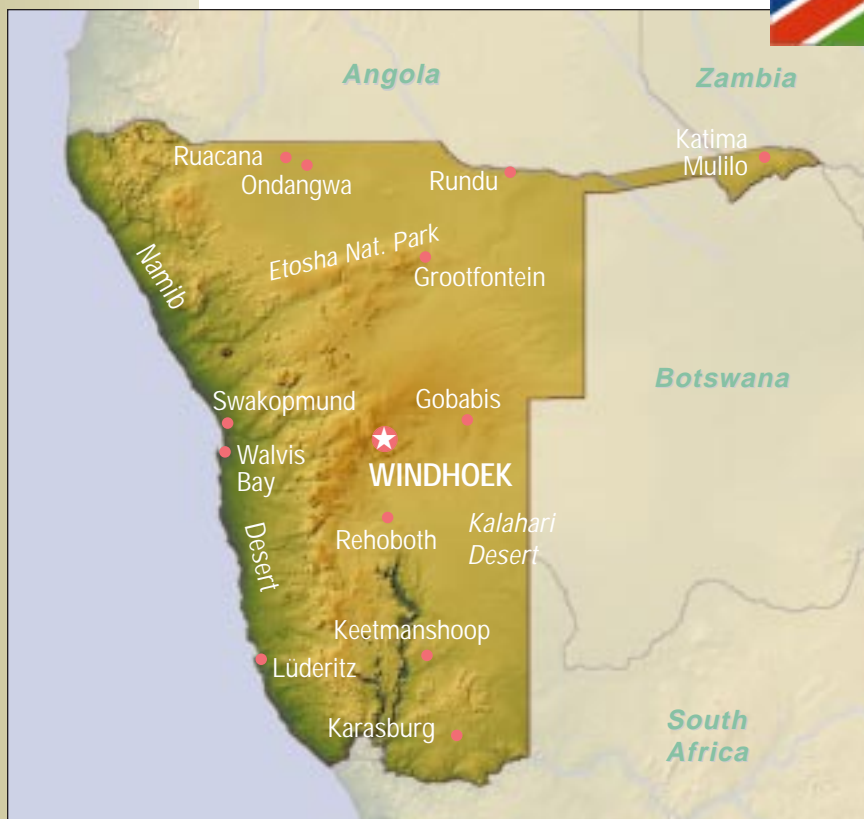 Angola
Zambia
Katima
Mulilo
Ruacana
Ondangwa
Rundu
Etosha Nat. Park
Grootfontein
Namib
Botswana
Swakopmund
Gobabis
Walvis
Bay
WINDHOEK
Rehoboth
Kalahari
Desert
Desert
Keetmanshoop
Lüderitz
Karasburg
South
Africa